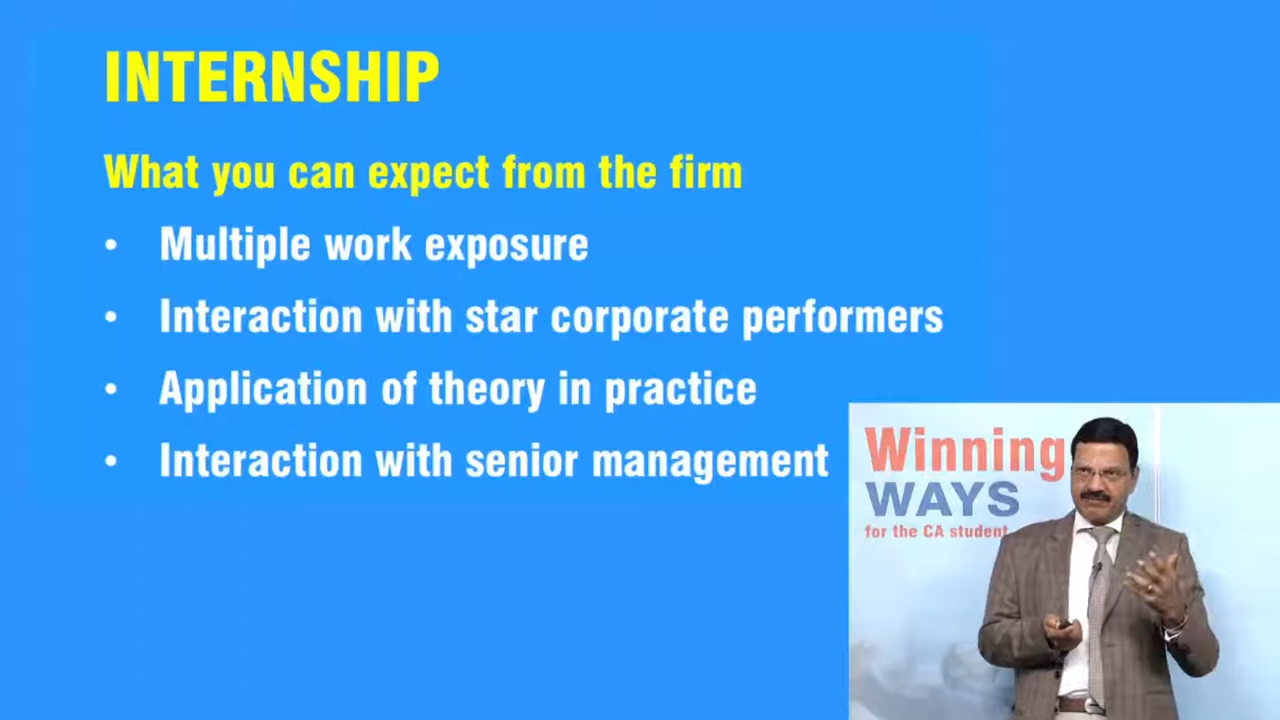 INTERNSHIP
What you can expect from the firm
• Multiple work exposure
• Interaction with star corporate performers
• Application of theory in practice
• Interaction with senior management
Winning
WAYS
for the CA student